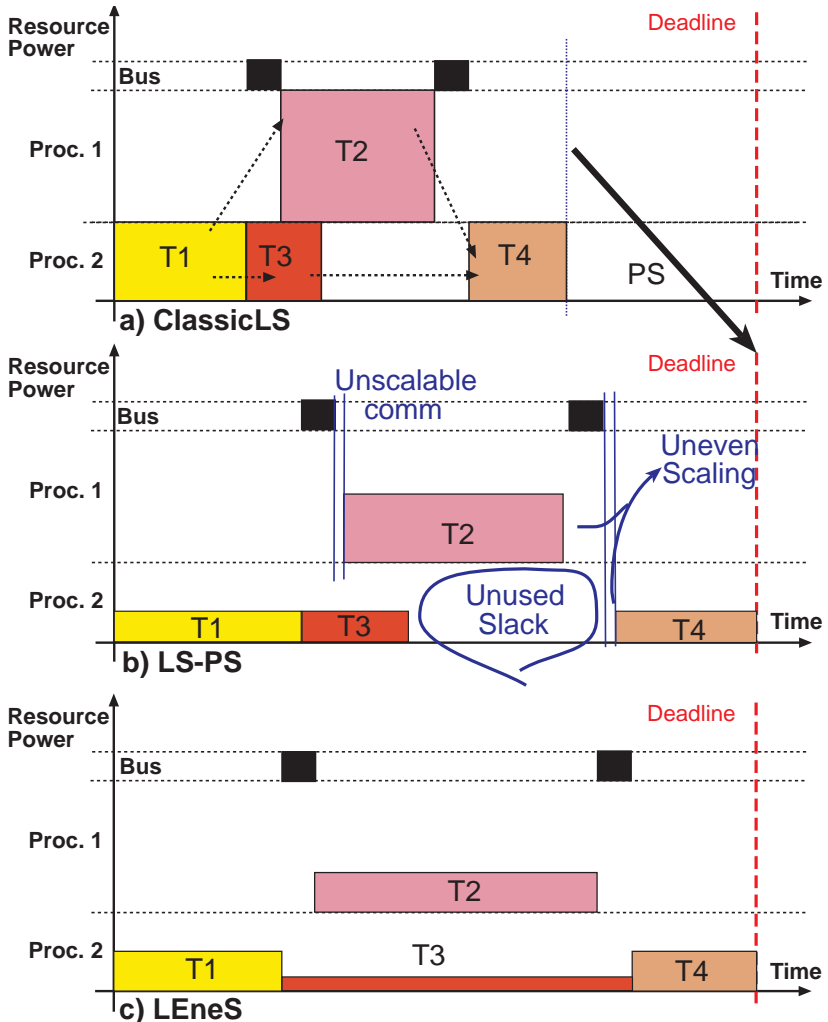 Resource
Power
Deadline
Bus
Proc. 1
T2
Proc. 2
T1
T3
T4
PS
Time
a) ClassicLS
Resource
Power
Deadline
Unscalable
comm
Bus
Uneven
Scaling
Proc. 1
T2
Proc. 2
Unused
Slack
T1
T3
T4
Time
b) LS-PS
Resource
Power
Deadline
Bus
Proc. 1
T2
Proc. 2
T3
T1
T4
Time
c) LEneS